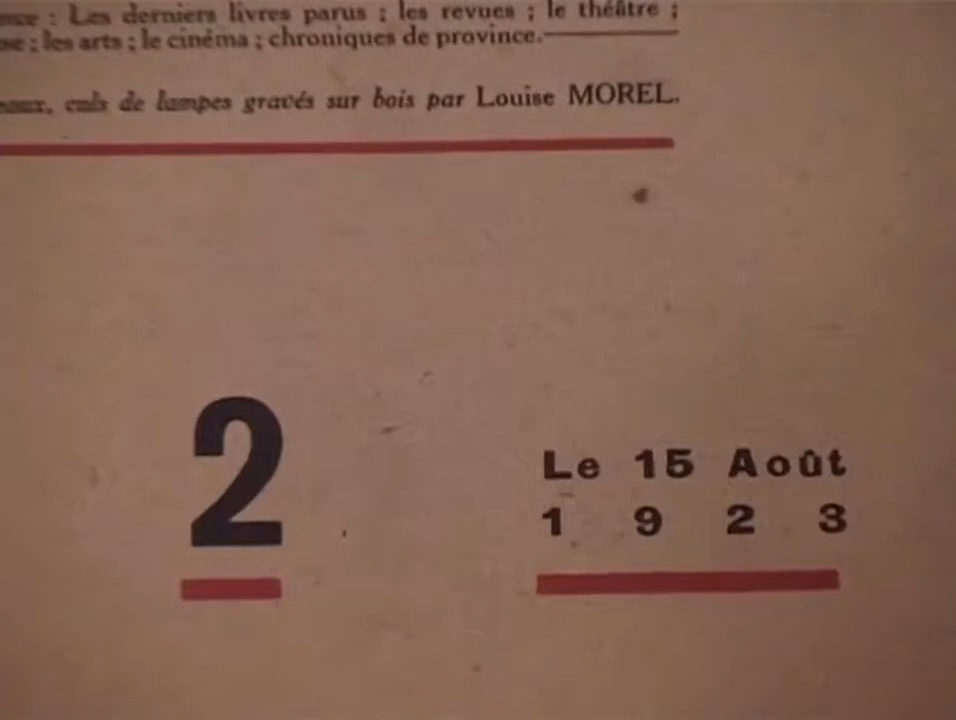 : Les derniers livres parus ; les revues ; le théâtre ;
; les arts ; le cinéma ; chroniques de province.
culs de lampes gravés sur bois par Louise MOREL.
2
Le 15 Août
1 9 2 3